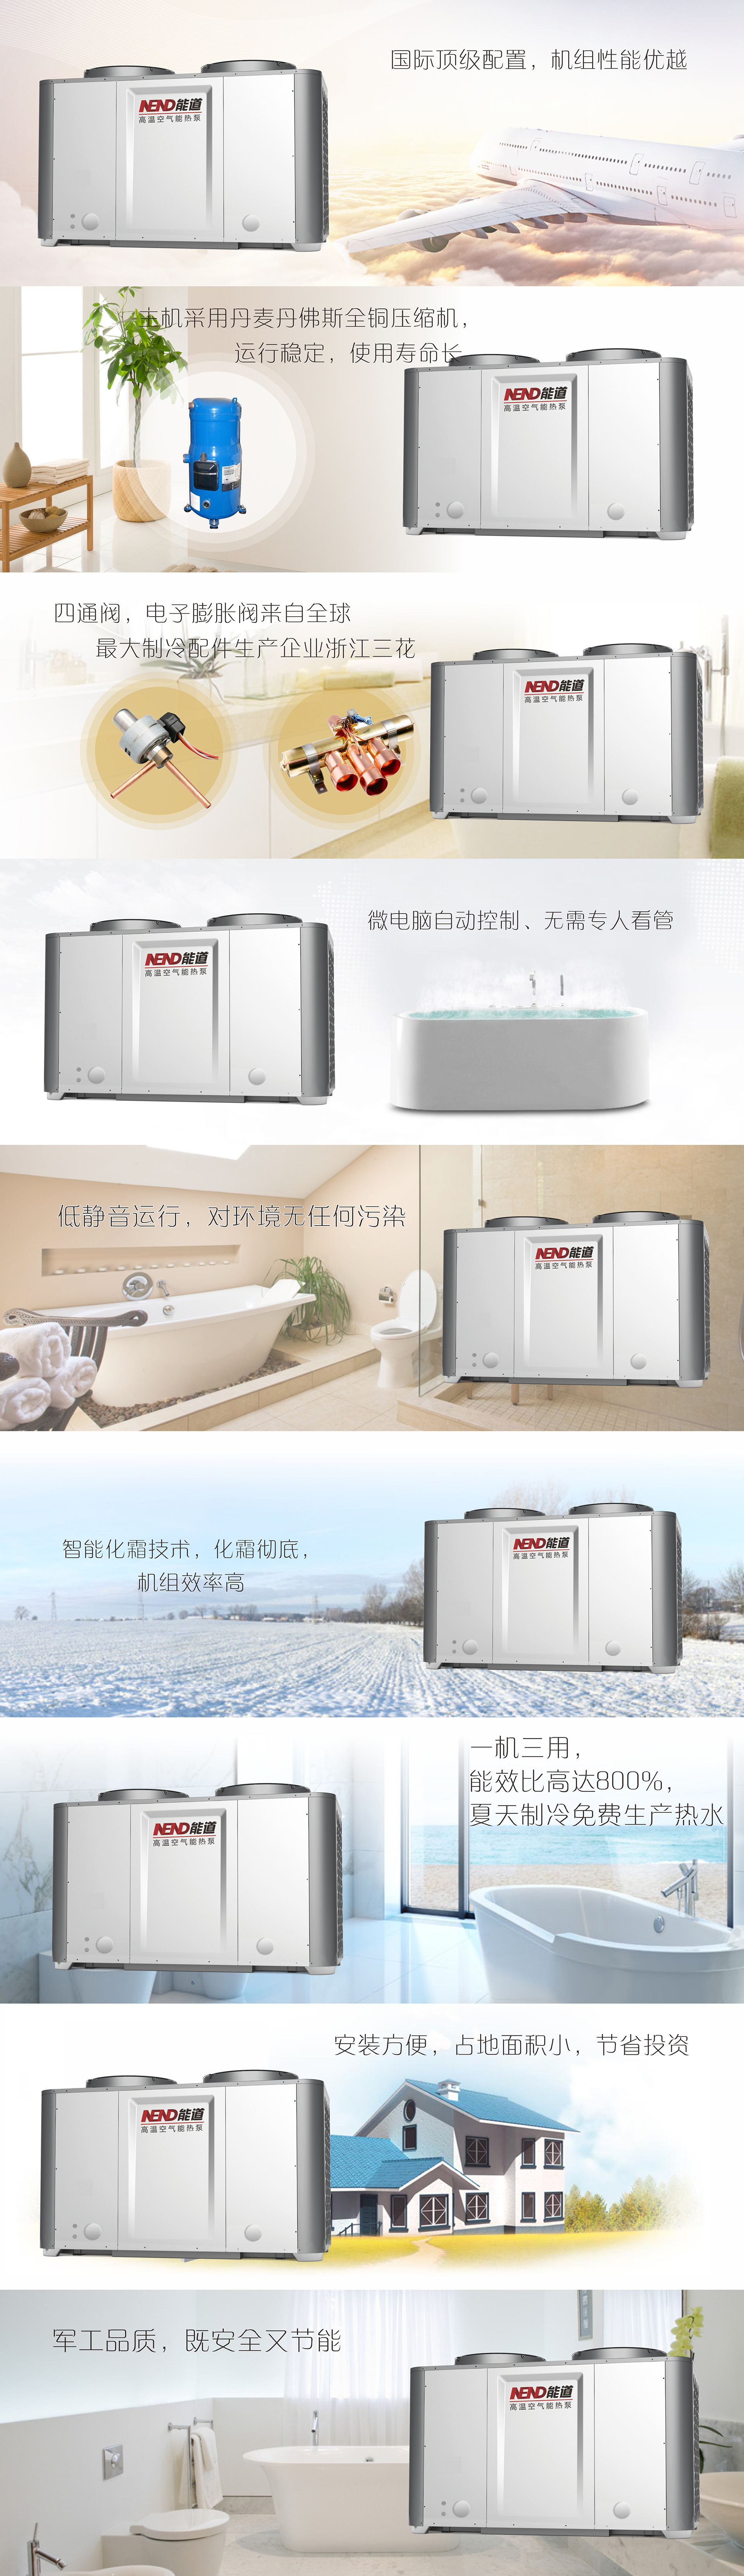 国际顶级配置，机组性能优越
NEND能道
高温空气能热泵
主机采用丹麦丹佛斯全铜压缩机，
运行稳定，使用寿命长
NEND能道
高温空气能热泵
四通阀，电子膨胀阀来自全球
最大制冷配件生产企业浙江三花
NEND能道
高温空气能热泵
微电脑自动控制、无需专人看管
NEND能道
高温空气能热泵
低静音运行，对环境无任何污染
NEND能道
高温空气能热泵
智能化霜技术，化霜彻底，
机组效率高
NEND能道
高温空气能热泵
一机三用，
能效比高达800%，
夏天制冷免费生产热水
NEND能道
高温空气能热泵
安装方便，占地面积小，节省投资
NEND能道
高温空气能热泵
军工品质，既安全又节能
NEND能道
高温空气能热泵